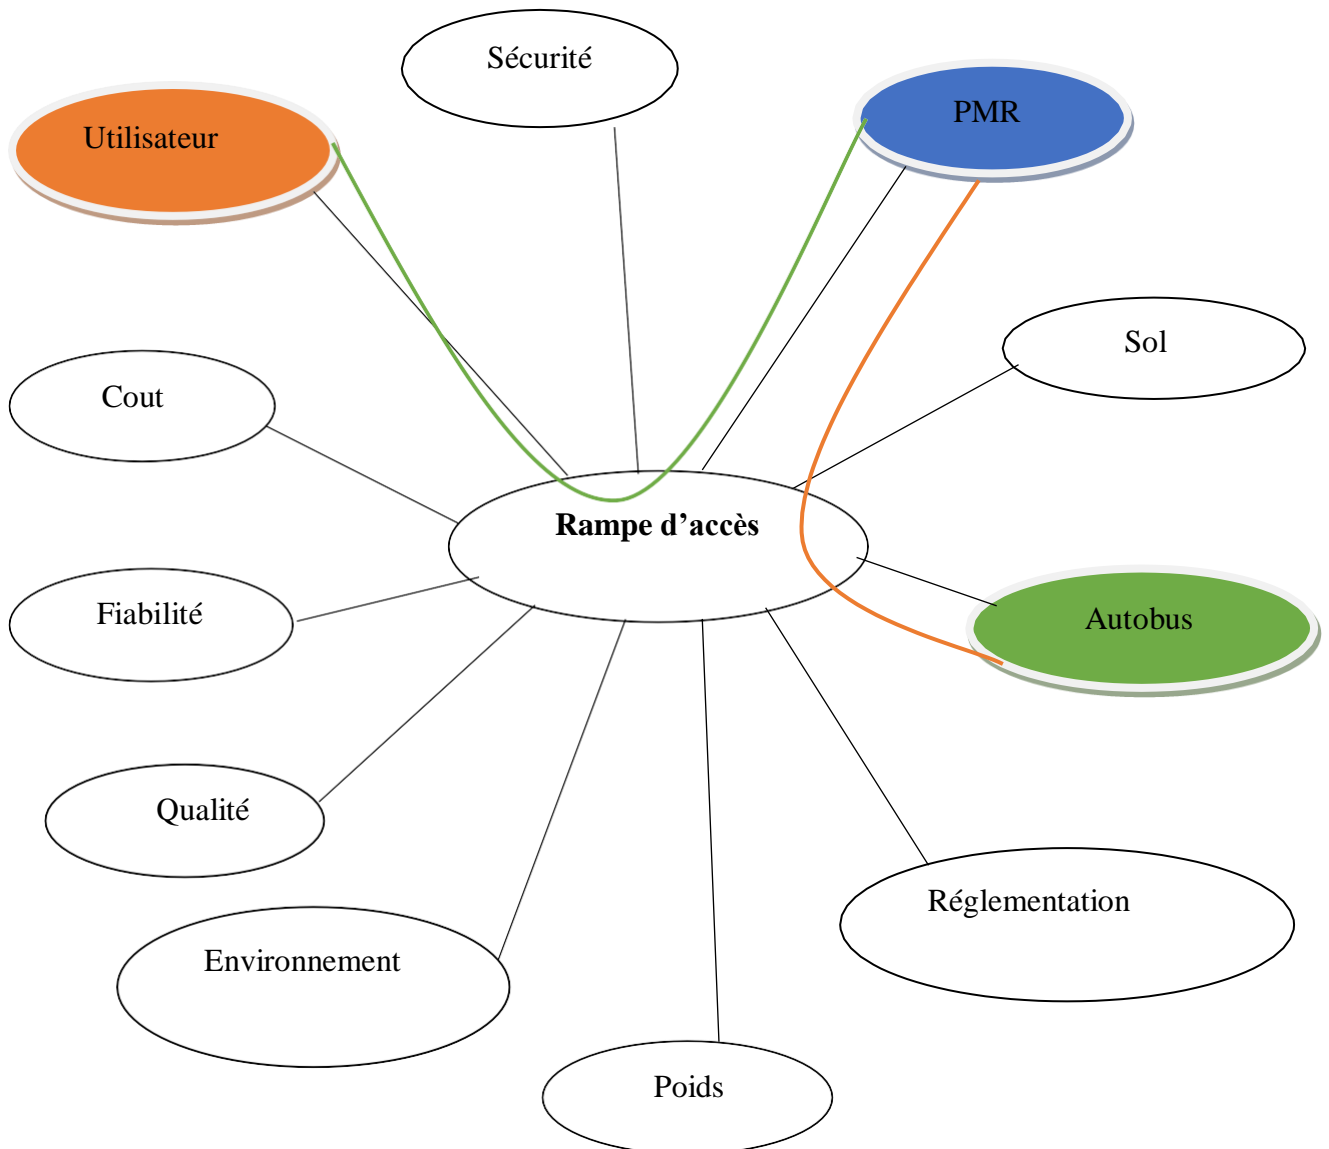 Sécurité
PMR
Utilisateur
Sol
Cout
Rampe d’accès
Fiabilité
Autobus
Qualité
Réglementation
Environnement
Poids